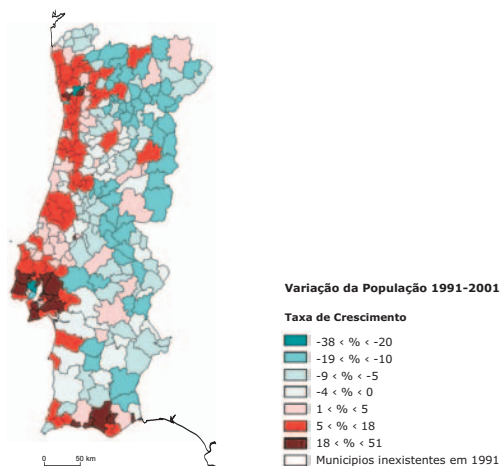 Variação da População 1991-2001
Taxa de Crescimento
-38 < % < -20
-19 < % < -10
-9 < % < -5
-4 < % < 0
1 < % < 5
5 < % < 18
18 < % < 51
Municipios inexistentes em 1991
0 50 km